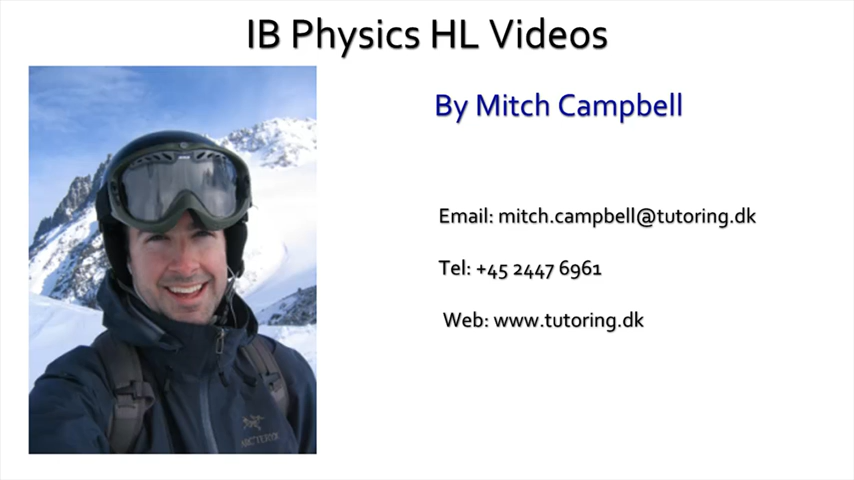 IB Physics HL Videos
By Mitch Campbell
Email: mitch.campbell@tutoring.dk
Tel: +45 2447 6961
Web: www.tutoring.dk
ARC'TERYX